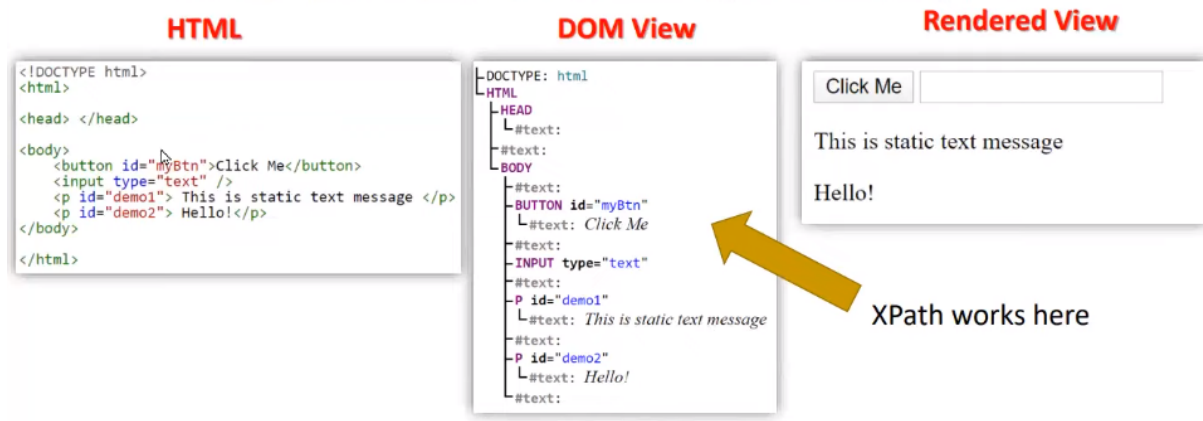 HTML
<!DOCTYPE html>
<html>
<head> </head>
<body>
<button id="myBtn">Click Me</button>
<input type="text" />
<p id="demo1"> This is static text message </p>
<p id="demo2"> Hello!</p>
</body>
</html>
DOM View
DOCTYPE: html
HTML
HEAD
#text:
#text:
BODY
#text:
BUTTON id="myBtn"
#text: Click Me
#text:
INPUT type="text"
#text:
P id="demo1"
#text: This is static text message
#text:
P id="demo2"
#text: Hello!
#text:
Rendered View
Click Me
This is static text message
Hello!
XPath works here